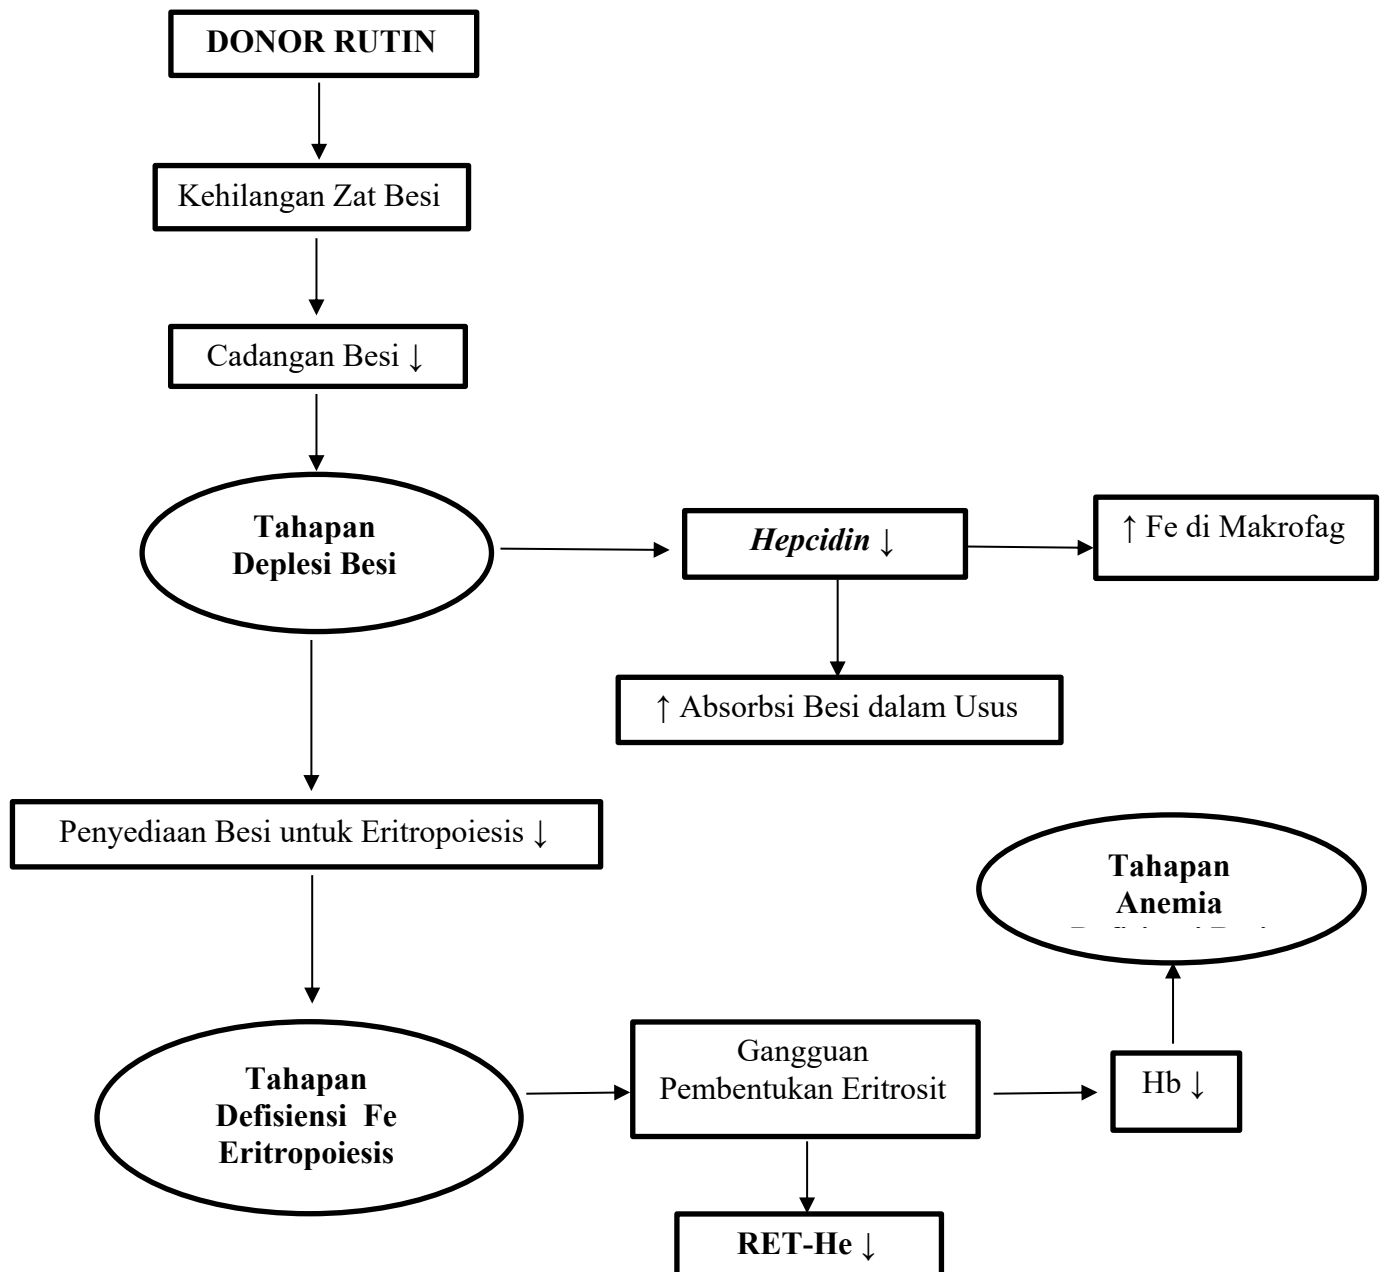 DONOR RUTIN
Kehilangan Zat Besi
Cadangan Besi ↓
Tahapan
Deplesi Besi
Hepcidin ↓
↑ Fe di Makrofag
↑ Absorbsi Besi dalam Usus
Penyediaan Besi untuk Eritropoiesis ↓
Tahapan
Anemia
Tahapan
Defisiensi Fe
Eritropoiesis
Gangguan
Pembentukan Eritrosit
Hb ↓
RET-He ↓